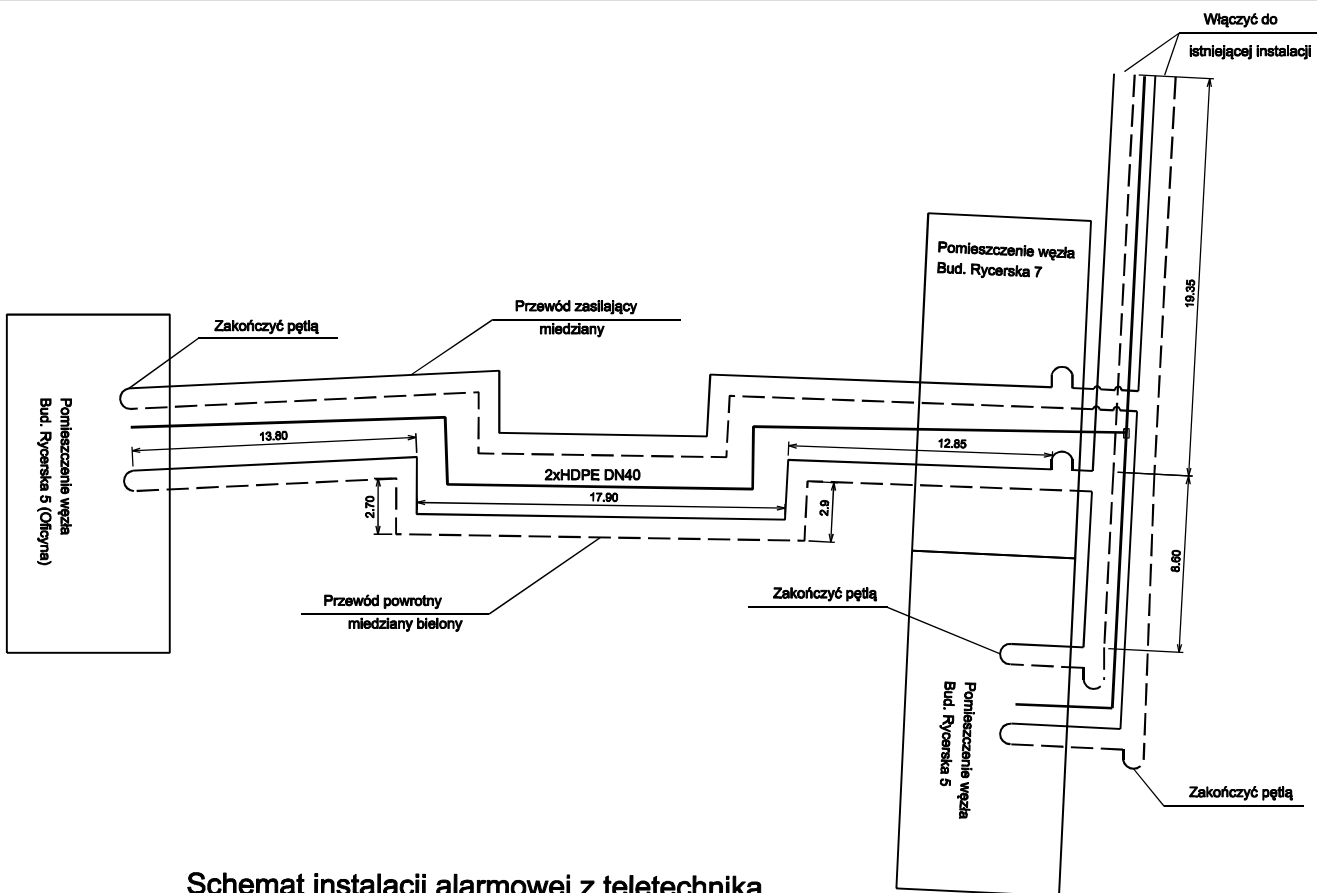 Włączyć do
istniejącej instalacji
19.35
Pomieszczenie węzła
Bud. Rycerska 7
Przewód zasilający
miedziany
Zakończyć pętlą
Pomieszczenie węzła
Bud. Rycerska 5 (Oficyna)
13.80
12.85
2xHDPE DN40
17.90
2.70
2.9
8.60
Zakończyć pętlą
Przewód powrotny
miedziany bielony
Pomieszczenie węzła
Bud. Rycerska 5
Zakończyć pętlą
Schemat instalacji alarmowej z teletechniką